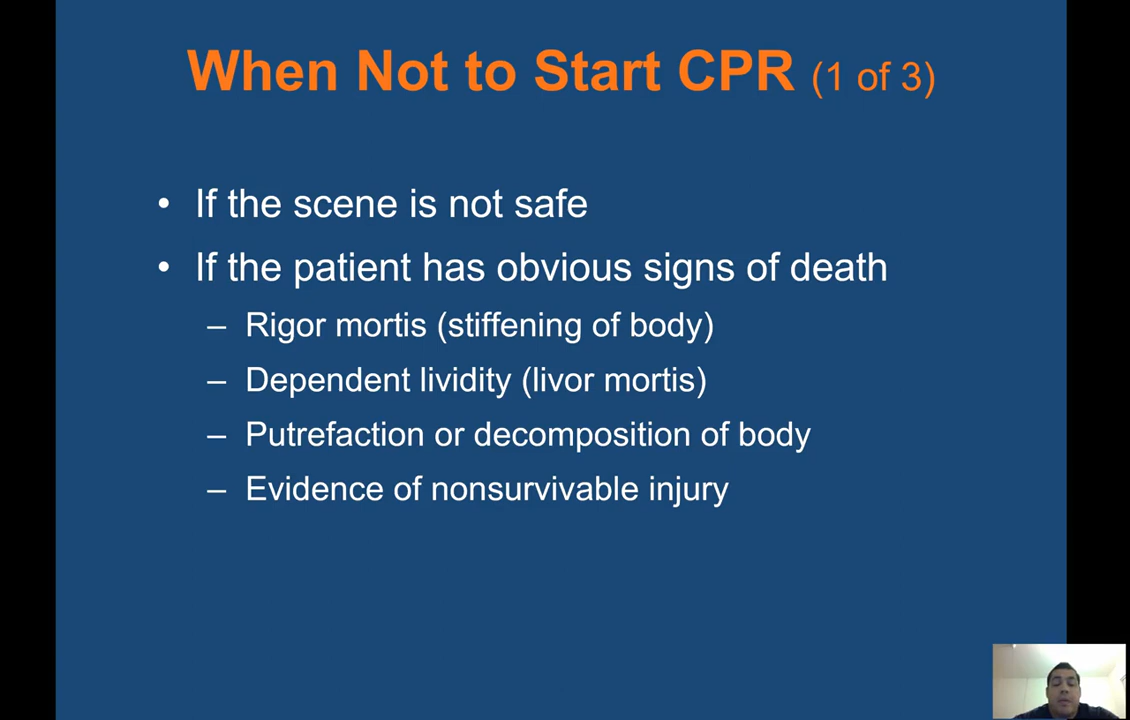 When Not to Start CPR (1 of 3)
• If the scene is not safe
• If the patient has obvious signs of death
– Rigor mortis (stiffening of body)
– Dependent lividity (livor mortis)
– Putrefaction or decomposition of body
– Evidence of nonsurvivable injury